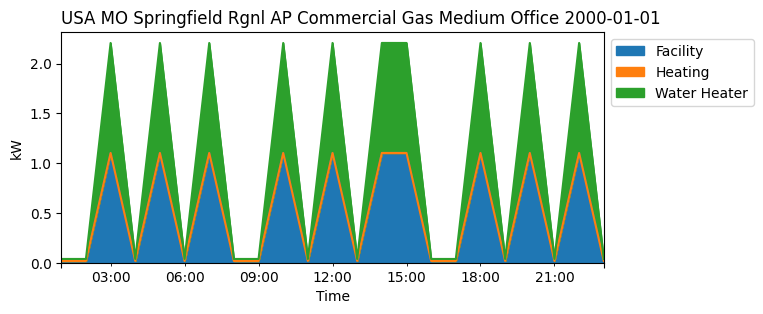 USA MO Springfield Rgnl AP Commercial Gas Medium Office 2000-01-01
Facility
Heating
Water Heater
2.0
1.5
1.0
0.5
0.0
kW
03:00 06:00 09:00 12:00 15:00 18:00 21:00
Time